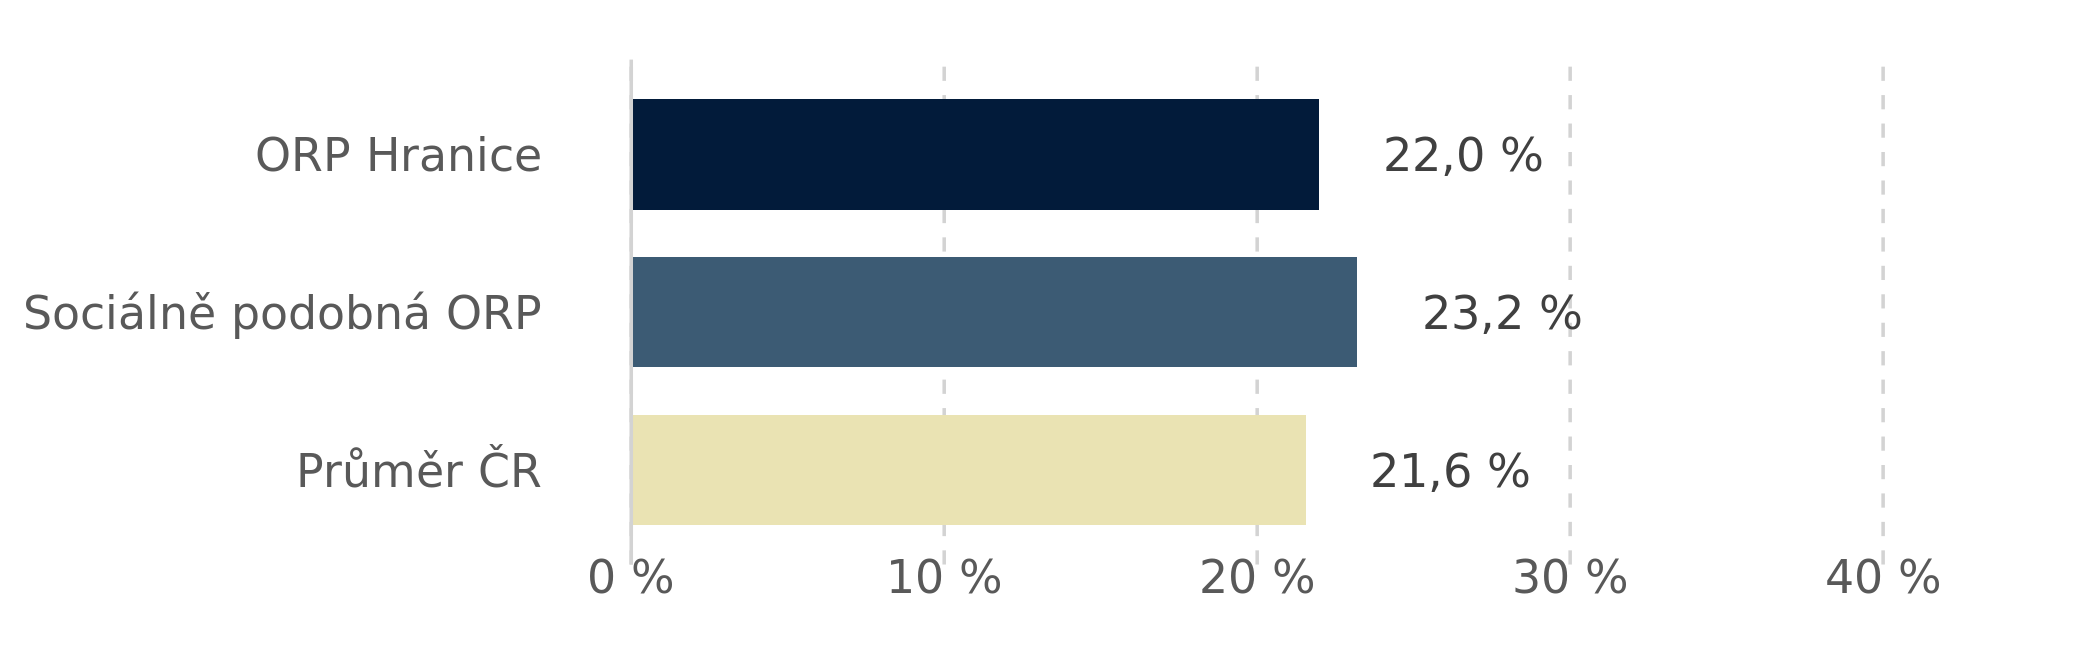 ORP Hranice 22,0 %
Sociálně podobná ORP 23,2 %
Průměr ČR 21,6 %
0 % 10 % 20 % 30 % 40 %